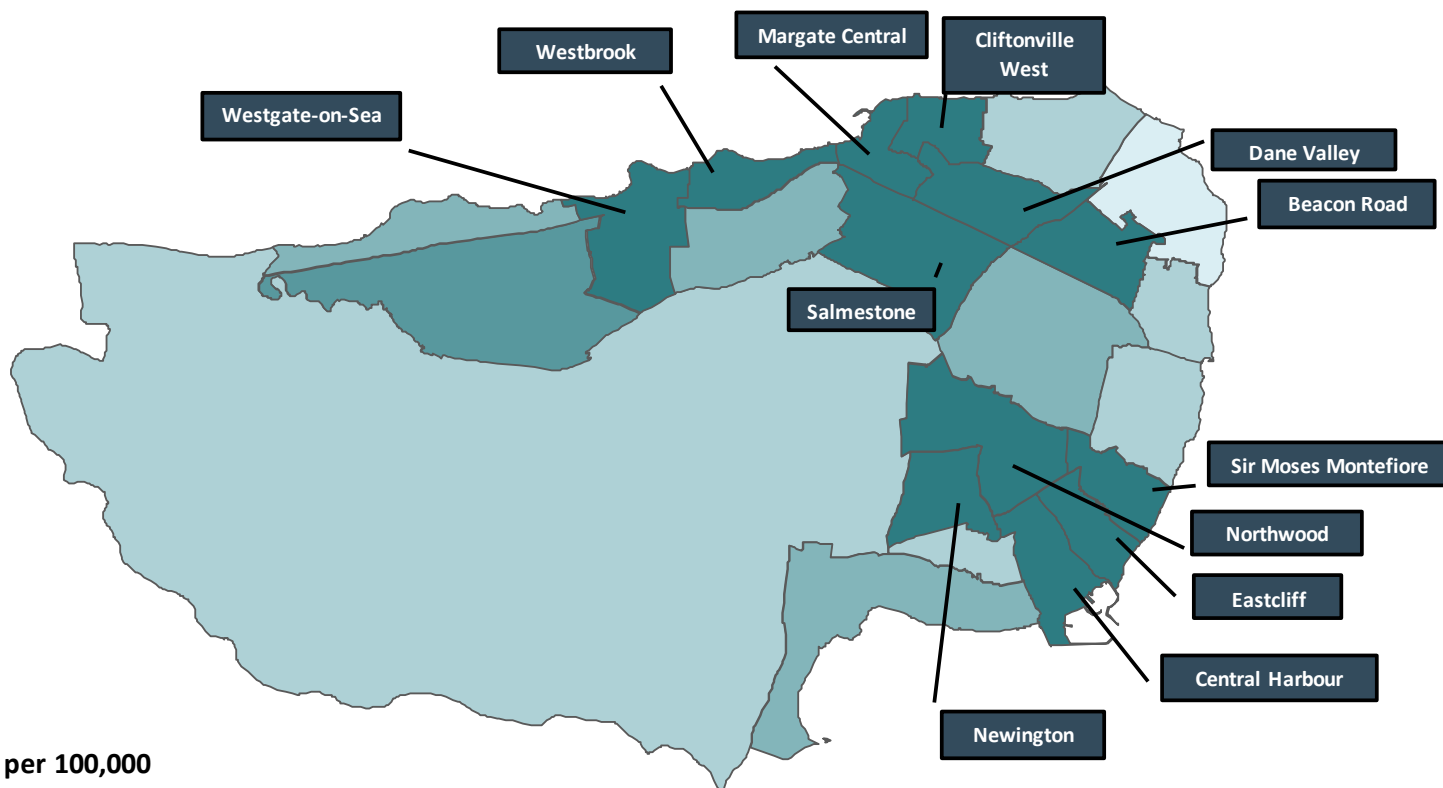 Margate Central
Cliftonville
West
Westbrook
Westgate-on-Sea
Dane Valley
Beacon Road
Salmestone
Sir Moses Montefiore
Northwood
Eastcliff
Central Harbour
Newington
per 100,000